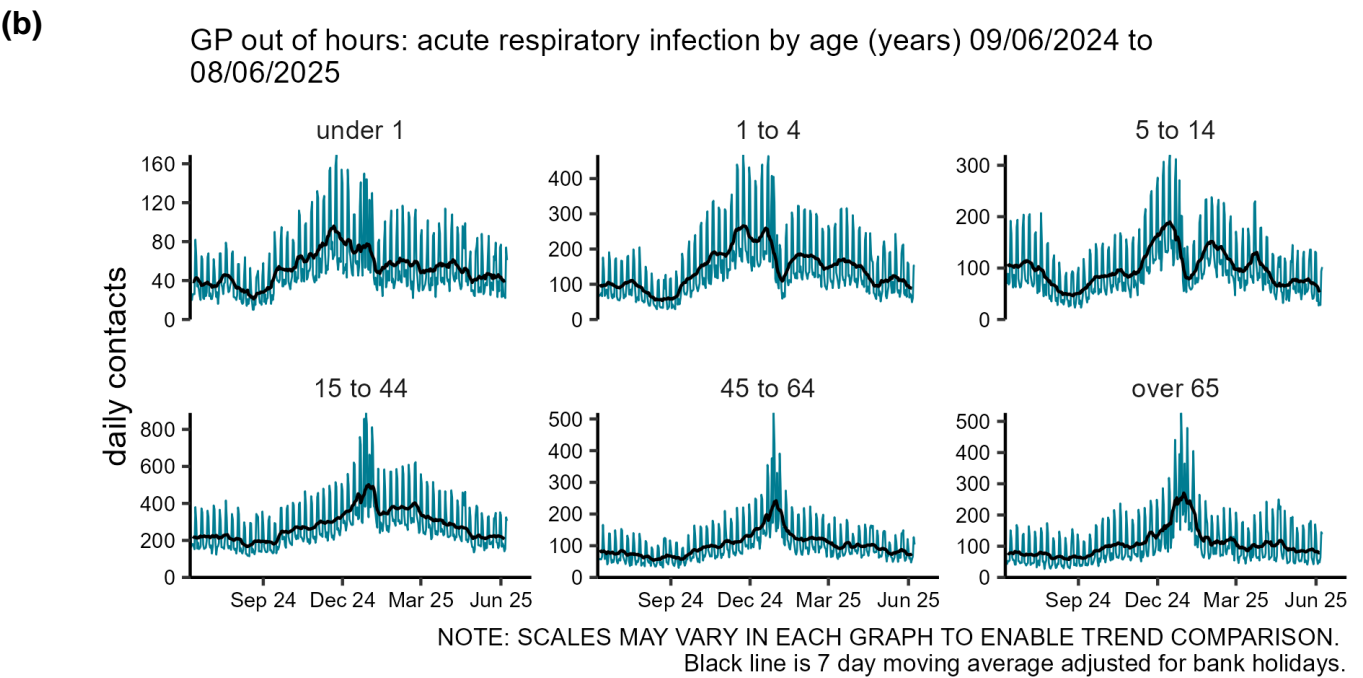 (b)
GP out of hours: acute respiratory infection by age (years) 09/06/2024 to
08/06/2025
daily contacts
under 1
160
120
80
40
0
1 to 4
400
300
200
100
0
5 to 14
300
200
100
0
15 to 44
800
600
400
200
0
Sep 24 Dec 24 Mar 25 Jun 25
45 to 64
500
400
300
200
100
0
Sep 24 Dec 24 Mar 25 Jun 25
over 65
500
400
300
200
100
0
Sep 24 Dec 24 Mar 25 Jun 25
NOTE: SCALES MAY VARY IN EACH GRAPH TO ENABLE TREND COMPARISON.
Black line is 7 day moving average adjusted for bank holidays.